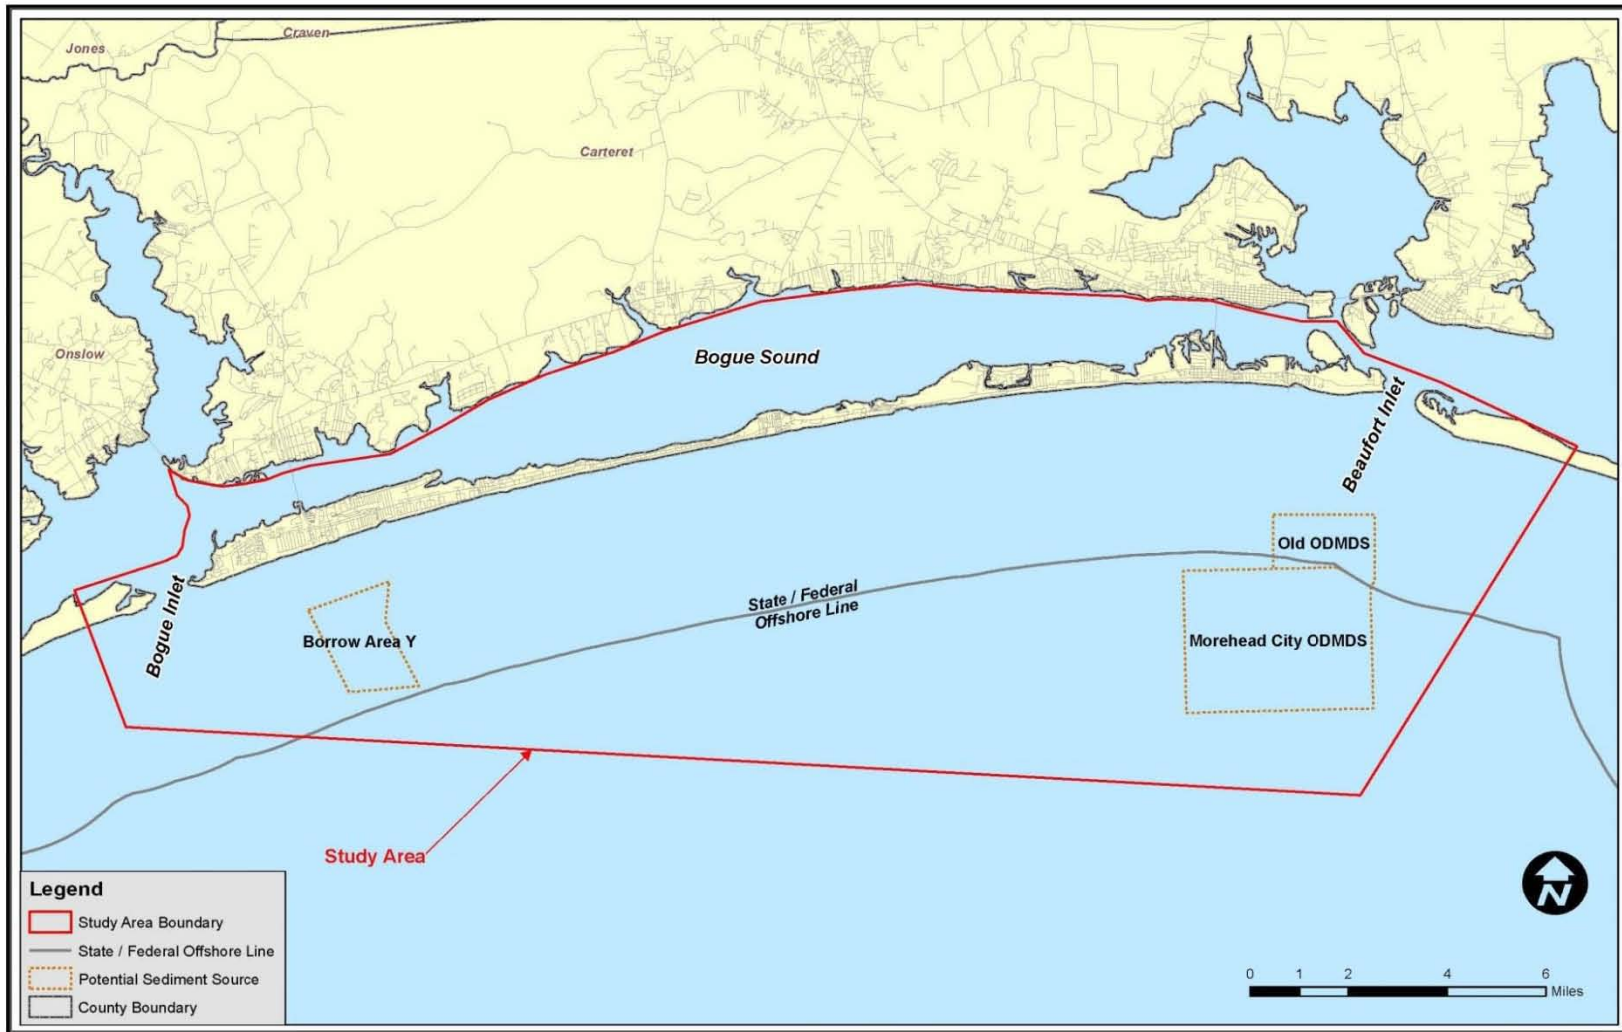 Jones
Craven
Carteret
Onslow
Bogue Sound
Beaufort Inlet
Bogue Inlet
Old ODMDS
State / Federal
Offshore Line
Borrow Area Y
Morehead City ODMDS
Study Area
Legend
Study Area Boundary
State / Federal Offshore Line
Potential Sediment Source
County Boundary
N
0 1 2 4 6
Miles